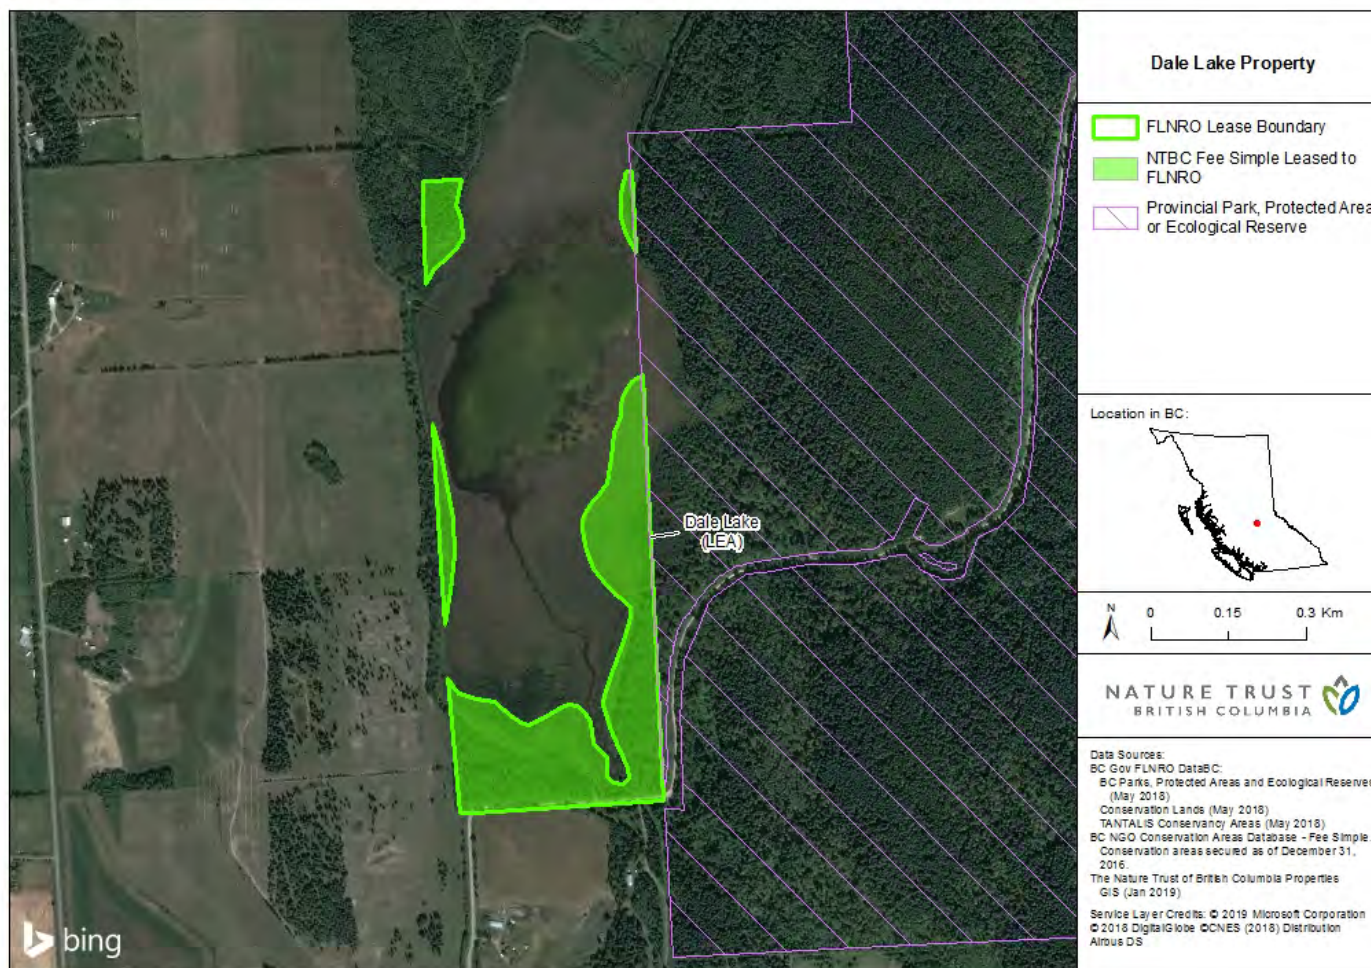 Dale Lake Property
FLNRO Lease Boundary
NTBC Fee Simple Leased to
FLNRO
Provincial Park, Protected Area
or Ecological Reserve
Location in BC:
N
0 0.15 0.3 Km
NATURE TRUST
BRITISH COLUMBIA
Data Sources:
BC Gov FLNRO DataBC:
BC Parks, Protected Areas and Ecological Reserves
(May 2018)
Conservation Lands (May 2018)
TANTALIS Conservancy Areas (May 2018)
BC NGO Conservation Areas Database - Fee Simple.
Conservation areas secured as of December 31,
2016.
The Nature Trust of British Columbia Properties
GIS (Jan 2019)
Service Layer Credits: © 2019 Microsoft Corporation
© 2018 DigitalGlobe ©CNES (2018) Distribution
Airbus DS
Dale Lake
(LEA)
bing